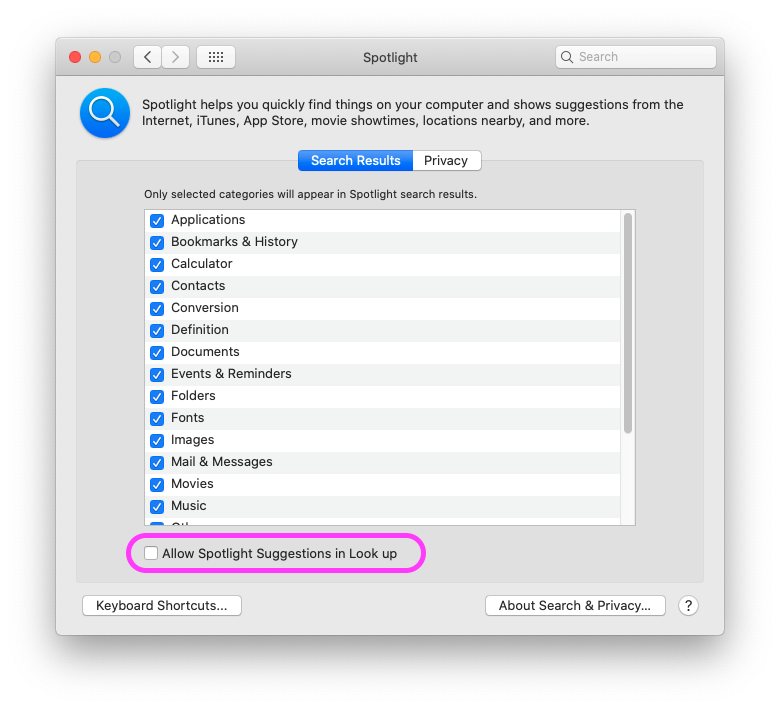 Spotlight
Search
Spotlight helps you quickly find things on your computer and shows suggestions from the
Internet, iTunes, App Store, movie showtimes, locations nearby, and more.
Search Results
Privacy
Only selected categories will appear in Spotlight search results.
Applications
Bookmarks & History
Calculator
Contacts
Conversion
Definition
Documents
Events & Reminders
Folders
Fonts
Images
Mail & Messages
Movies
Music
Allow Spotlight Suggestions in Look up
Keyboard Shortcuts...
About Search & Privacy...
?